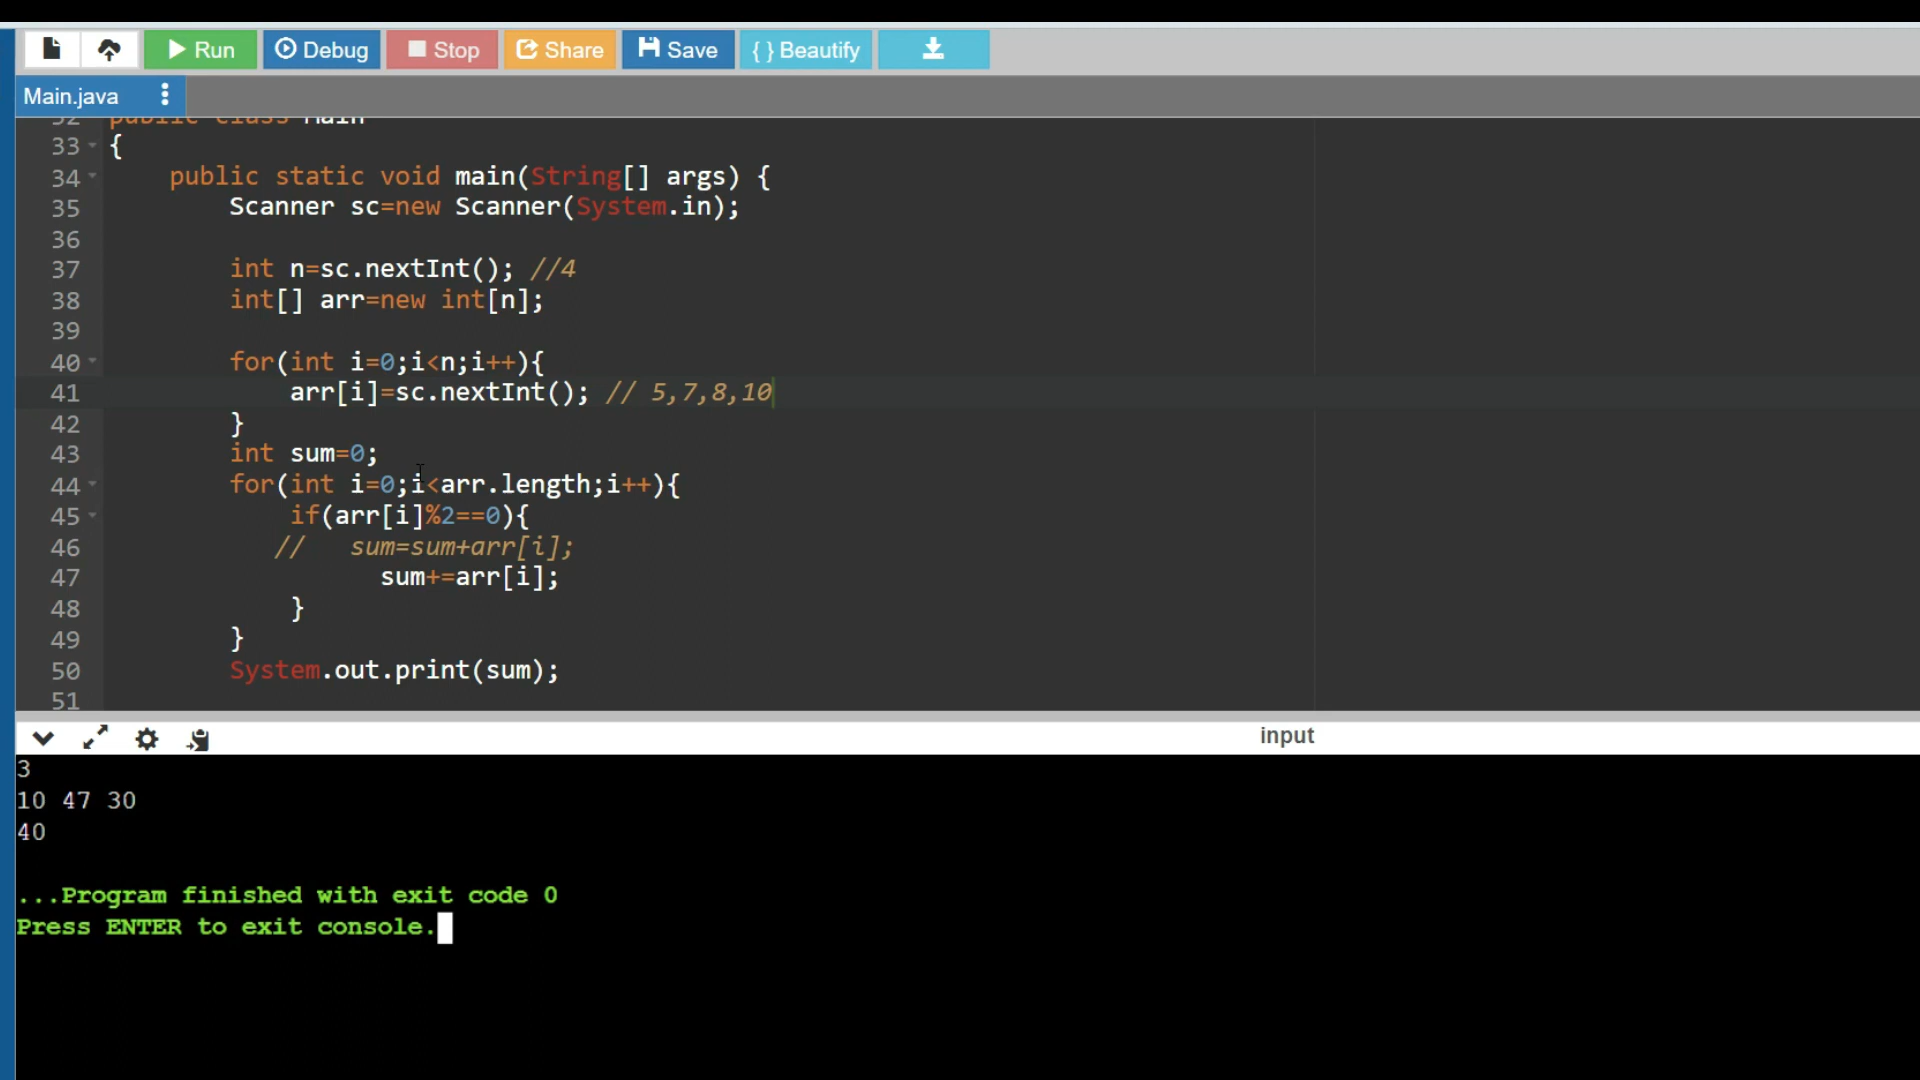 Run Debug Stop Share Save { } Beautify
Main.java
32 public class Main
33 {
34 public static void main(String[] args) {
35 Scanner sc=new Scanner(System.in);
36
37 int n=sc.nextInt(); //4
38 int[] arr=new int[n];
39
40 for(int i=0;i<n;i++){
41 arr[i]=sc.nextInt(); // 5,7,8,10
42 }
43 int sum=0;
44 for(int i=0;i<arr.length;i++){
45 if(arr[i]%2==0){
46 // sum=sum+arr[i];
47 sum+=arr[i];
48 }
49 }
50 System.out.print(sum);
51
input
3
10 47 30
40
...Program finished with exit code 0
Press ENTER to exit console.